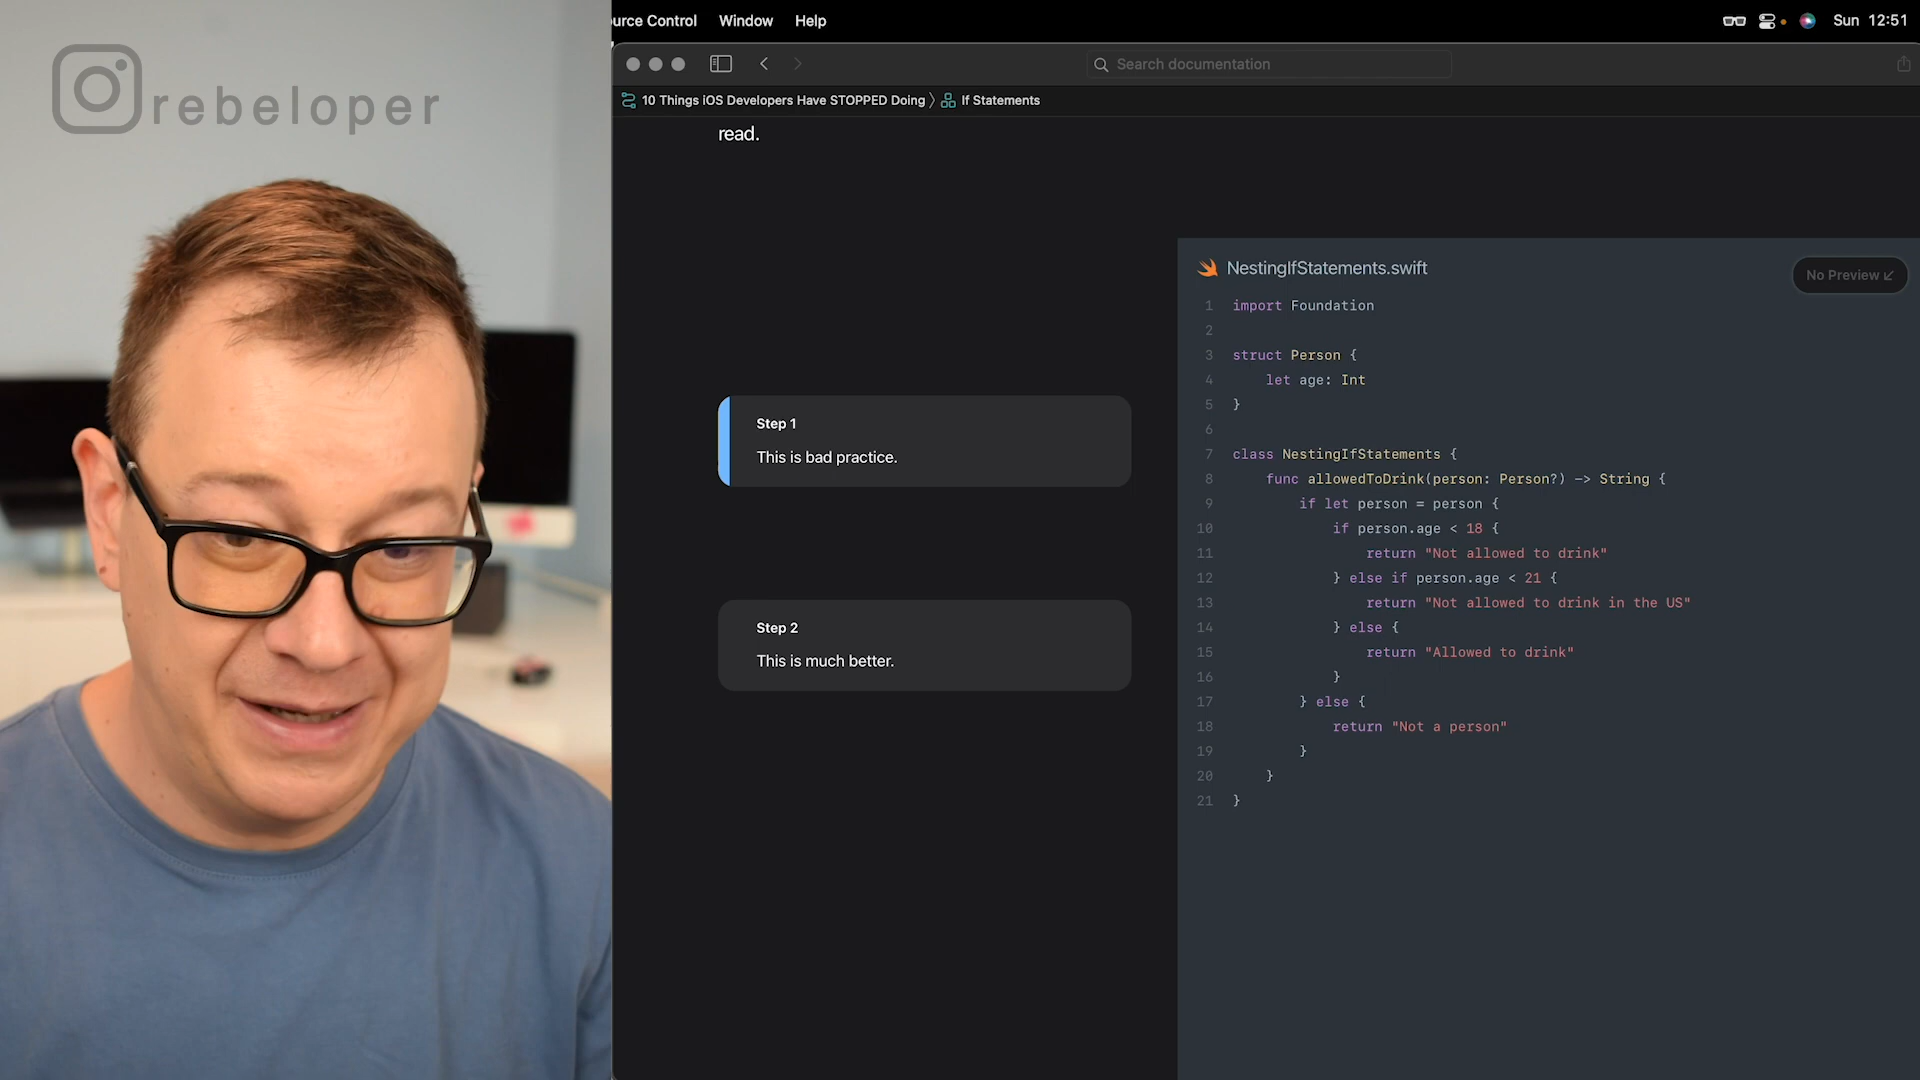 rebeloper
urce Control Window Help
Sun 12:51
Search documentation
10 Things iOS Developers Have STOPPED Doing If Statements
read.
NestingIfStatements.swift
No Preview
1 import Foundation
2
3 struct Person {
4 let age: Int
5 }
6
7 class NestingIfStatements {
8 func allowedToDrink(person: Person?) -> String {
9 if let person = person {
10 if person.age < 18 {
11 return "Not allowed to drink"
12 } else if person.age < 21 {
13 return "Not allowed to drink in the US"
14 } else {
15 return "Allowed to drink"
16 }
17 } else {
18 return "Not a person"
19 }
20 }
21 }
Step 1
This is bad practice.
Step 2
This is much better.